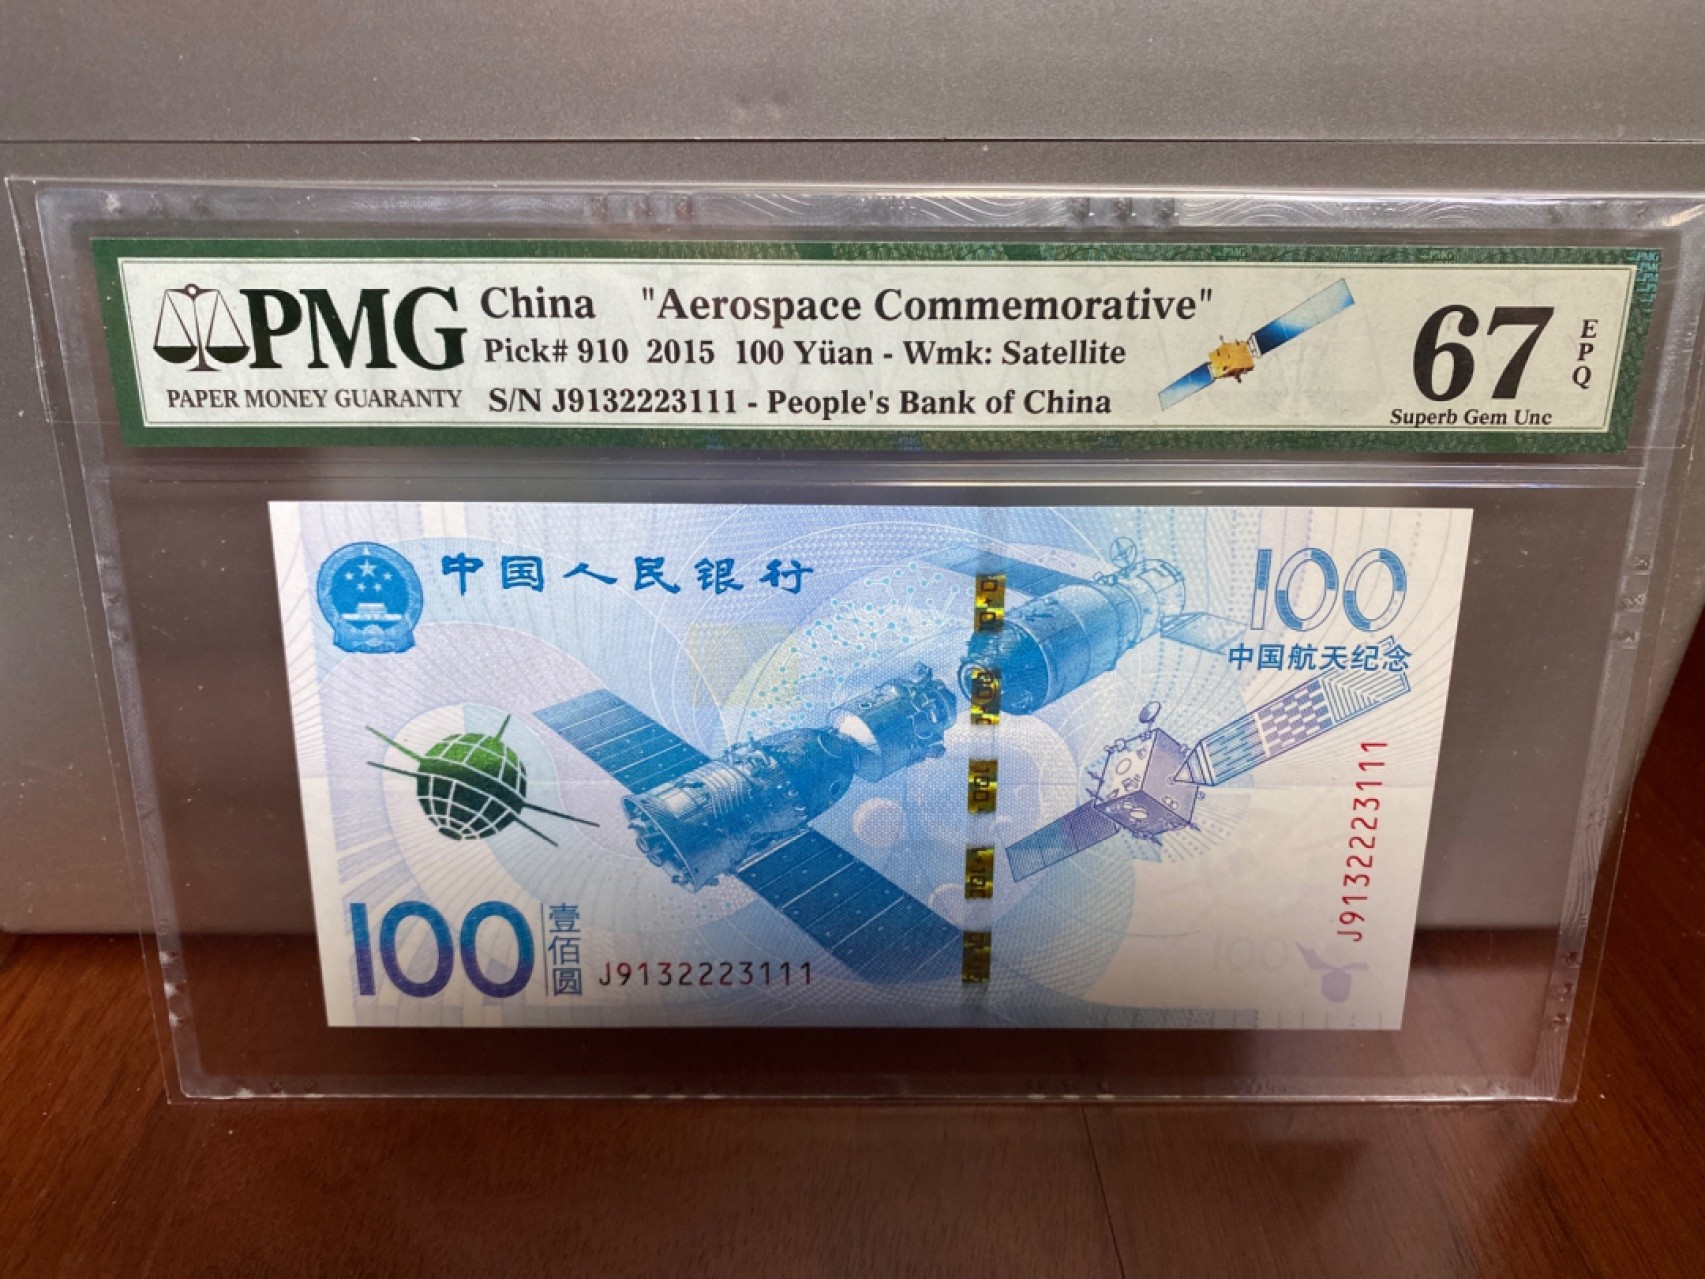 PMG
PAPER MONEY GUARANTY
China "Aerospace Commemorative"
Pick# 910 2015 100 Yüan - Wmk: Satellite
S/N J9132223111 - People's Bank of China
67
EPQ
Superb Gem Unc
中国人民银行
100
中国航天纪念
100
壹佰圆
J9132223111
J9132223111